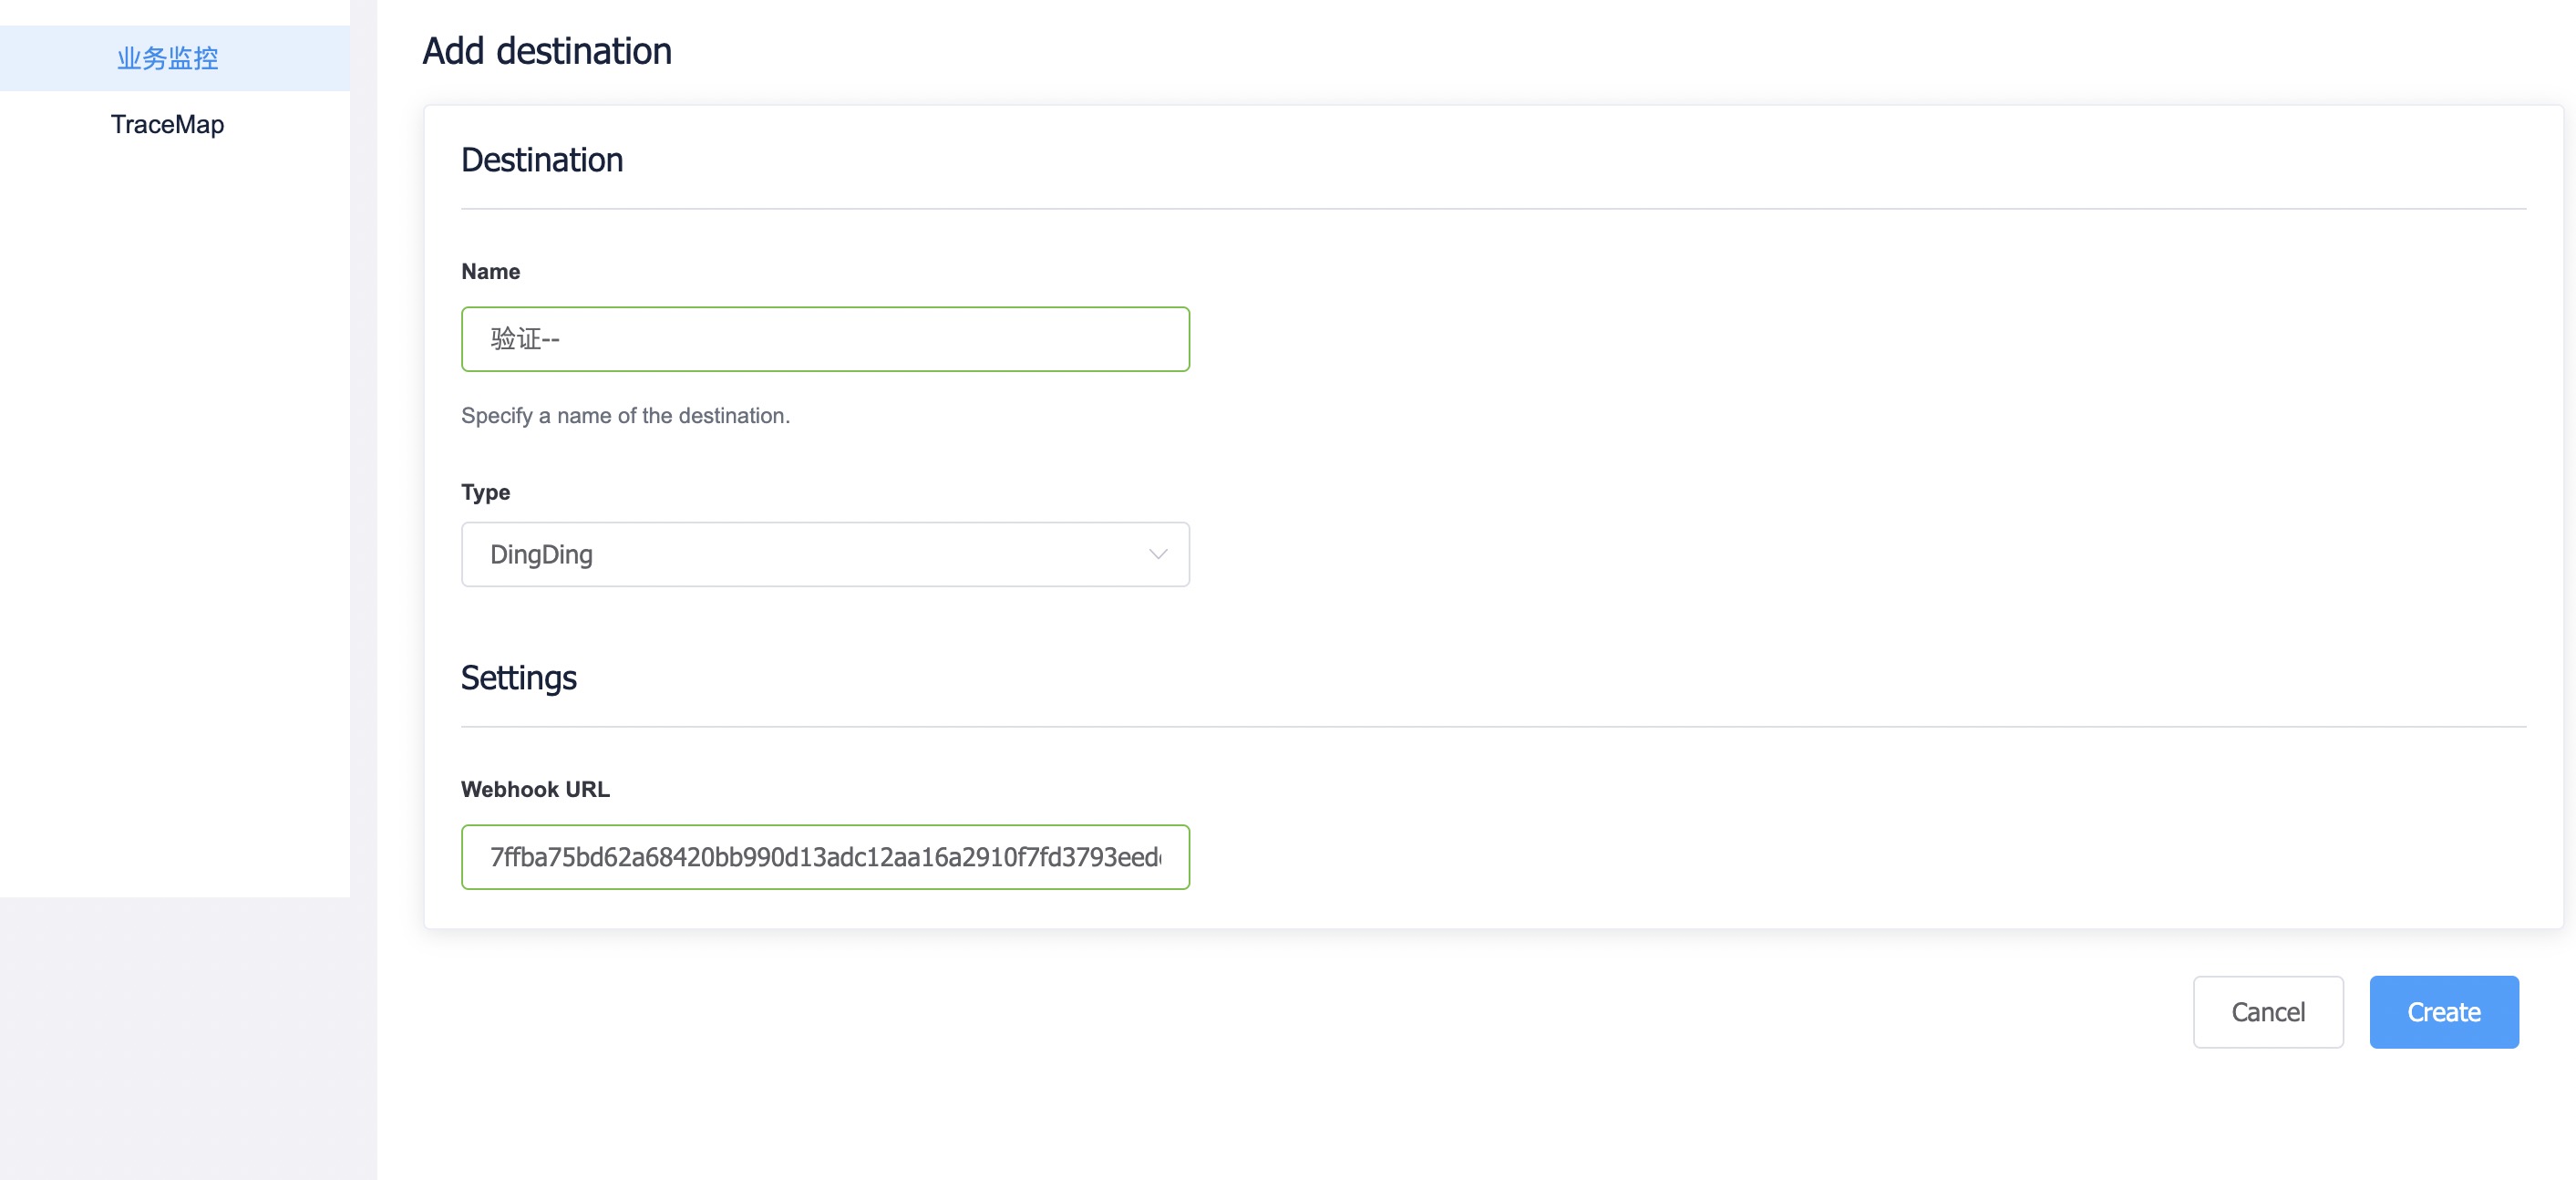 业务监控
TraceMap
Add destination
Destination
Name
验证--
Specify a name of the destination.
Type
DingDing
Settings
Webhook URL
7ffba75bd62a68420bb990d13adc12aa16a2910f7fd3793eed
Cancel
Create